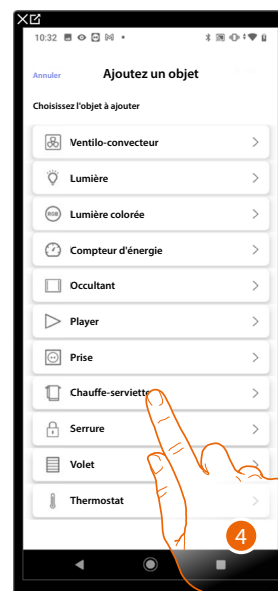 10:32
Annuler
Ajoutez un objet
Choisissez l'objet à ajouter
Ventilo-convecteur
Lumière
RGB
Lumière colorée
Compteur d'énergie
Occultant
Player
Prise
Chauffe-serviette
Serrure
Volet
Thermostat
4